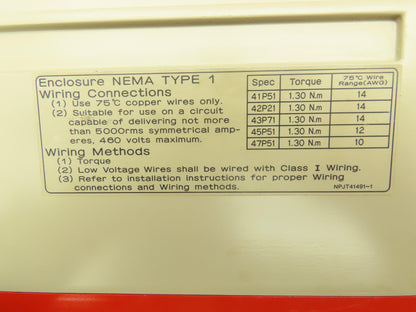 Enclosure NEMA TYPE 1
Wiring Connections
(1) Use 75℃ copper wires only.
(2) Suitable for use on a circuit
capable of delivering not more
than 5000rms symmetrical amp-
eres, 460 volts maximum.
Wiring Methods
(1) Torque
(2) Low Voltage Wires shall be wired with Class I Wiring.
(3) Refer to installation instructions for proper Wiring
connections and Wiring methods.
Spec Torque 75℃ Wire Range(AWG)
41P51 1.30 N.m 14
42P21 1.30 N.m 14
43P71 1.30 N.m 14
45P51 1.30 N.m 12
47P51 1.30 N.m 10
NPJT41491-1